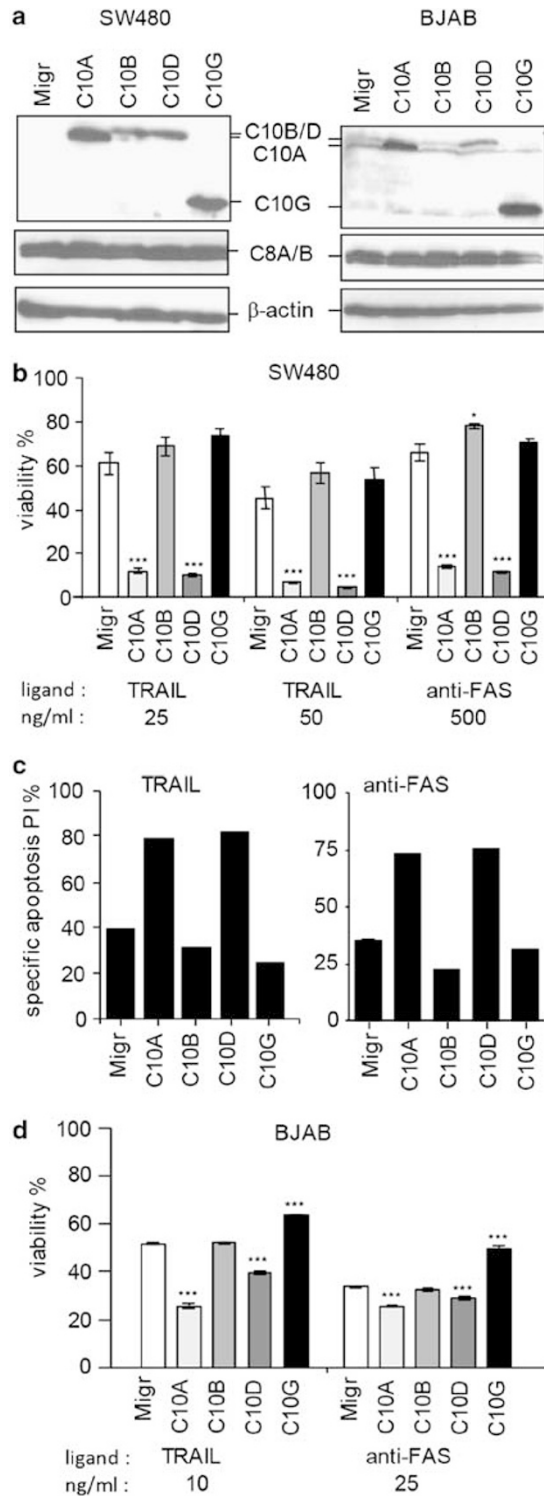 a
SW480
BJAB
Migr
C10A
C10B
C10D
C10G
Migr
C10A
C10B
C10D
C10G
C10B/D
C10A
C10G
C8A/B
β-actin
b
SW480
viability %
100
80
60
40
20
0
*** *** *** *** *** * ***
Migr C10A C10B C10D C10G Migr C10A C10B C10D C10G Migr C10A C10B C10D C10G
ligand : TRAIL TRAIL anti-FAS
ng/ml : 25 50 500
c
TRAIL
anti-FAS
specific apoptosis PI %
100
80
60
40
20
0
100
75
50
25
0
Migr C10A C10B C10D C10G
Migr C10A C10B C10D C10G
d
BJAB
viability %
100
80
60
40
20
0
*** *** *** *** *** ***
Migr C10A C10B C10D C10G Migr C10A C10B C10D C10G
ligand : TRAIL anti-FAS
ng/ml : 10 25